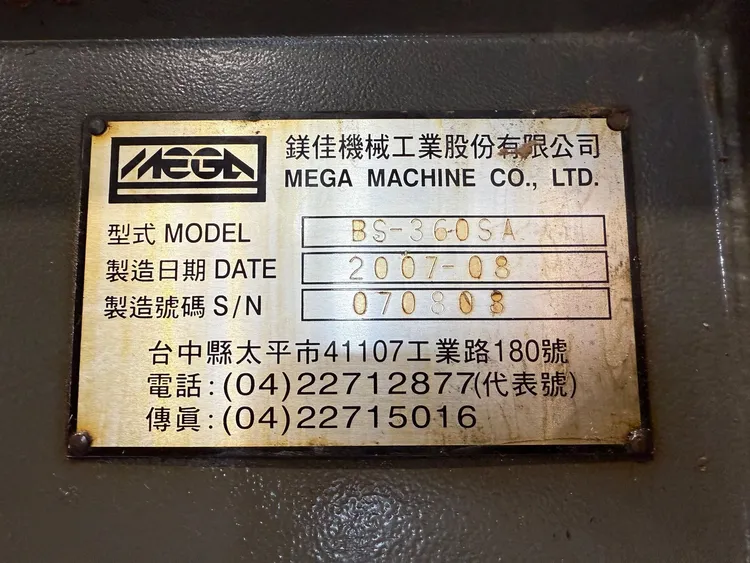 MEGA
鎂佳機械工業股份有限公司
MEGA MACHINE CO., LTD.
型式 MODEL BS-360SA
製造日期 DATE 2007-08
製造號碼 S/N 070808
台中縣太平市41107工業路180號
電話:(04)22712877(代表號)
傳眞:(04)22715016